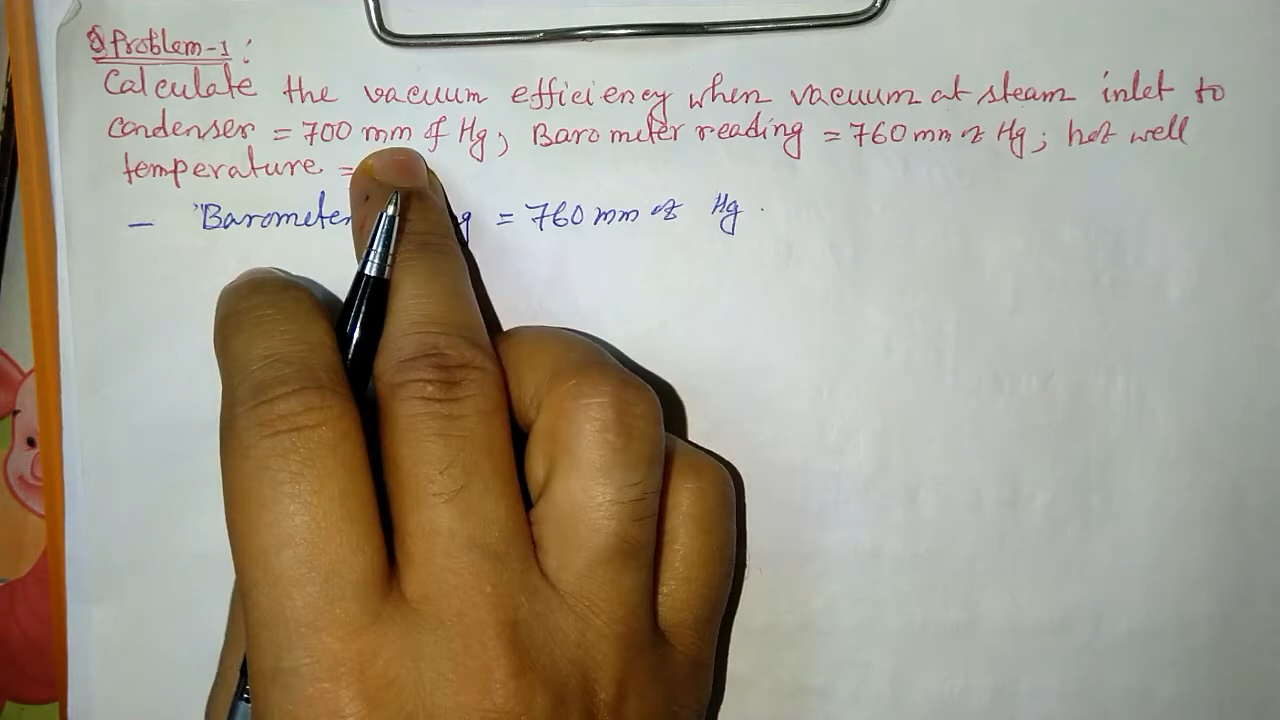 Problem-1:
Calculate the vacuum efficiency when vacuum at steam inlet to
condenser = 700 mm of Hg; Barometer reading = 760 mm of Hg; hot well
temperature =
- Barometer = 760 mm of Hg.